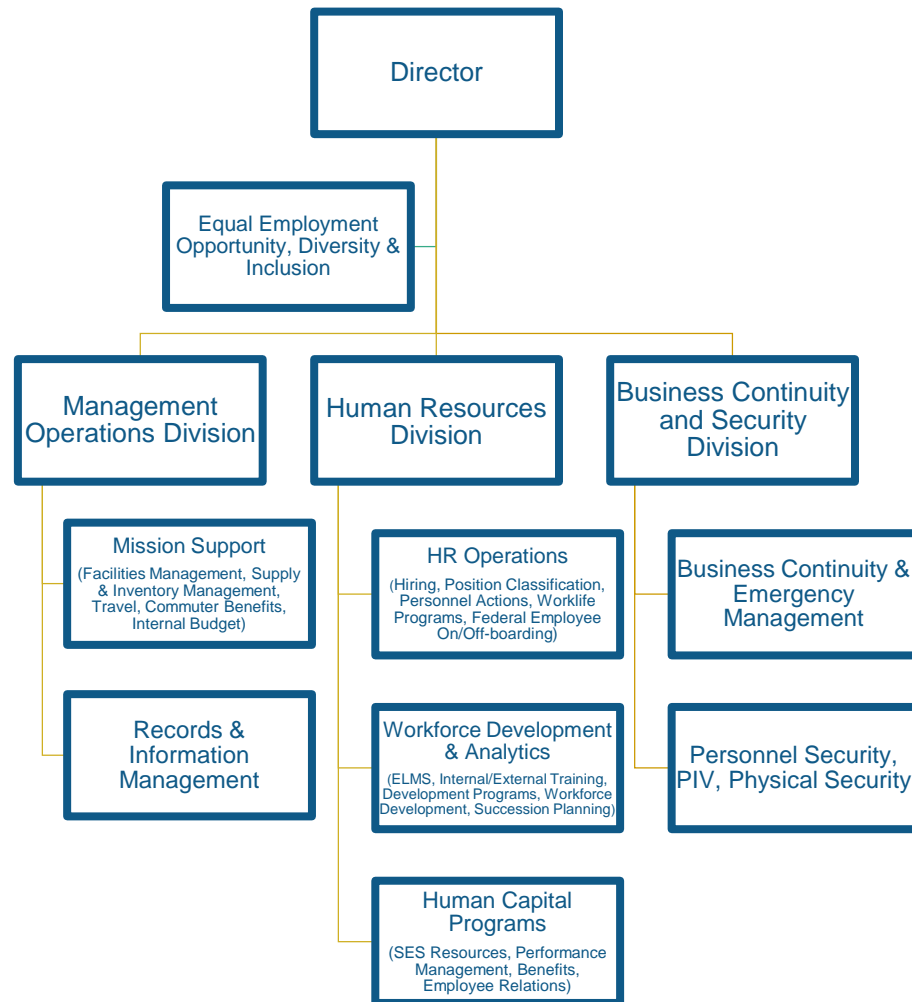 Director
Equal Employment
Opportunity, Diversity &
Inclusion
Management
Operations Division
Human Resources
Division
Business Continuity
and Security
Division
Mission Support
(Facilities Management, Supply
& Inventory Management,
Travel, Commuter Benefits,
Internal Budget)
Records &
Information
Management
HR Operations
(Hiring, Position Classification,
Personnel Actions, Worklife
Programs, Federal Employee
On/Off-boarding)
Workforce Development
& Analytics
(ELMS, Internal/External Training,
Development Programs, Workforce
Development, Succession Planning)
Human Capital
Programs
(SES Resources, Performance
Management, Benefits,
Employee Relations)
Business Continuity &
Emergency
Management
Personnel Security,
PIV, Physical Security